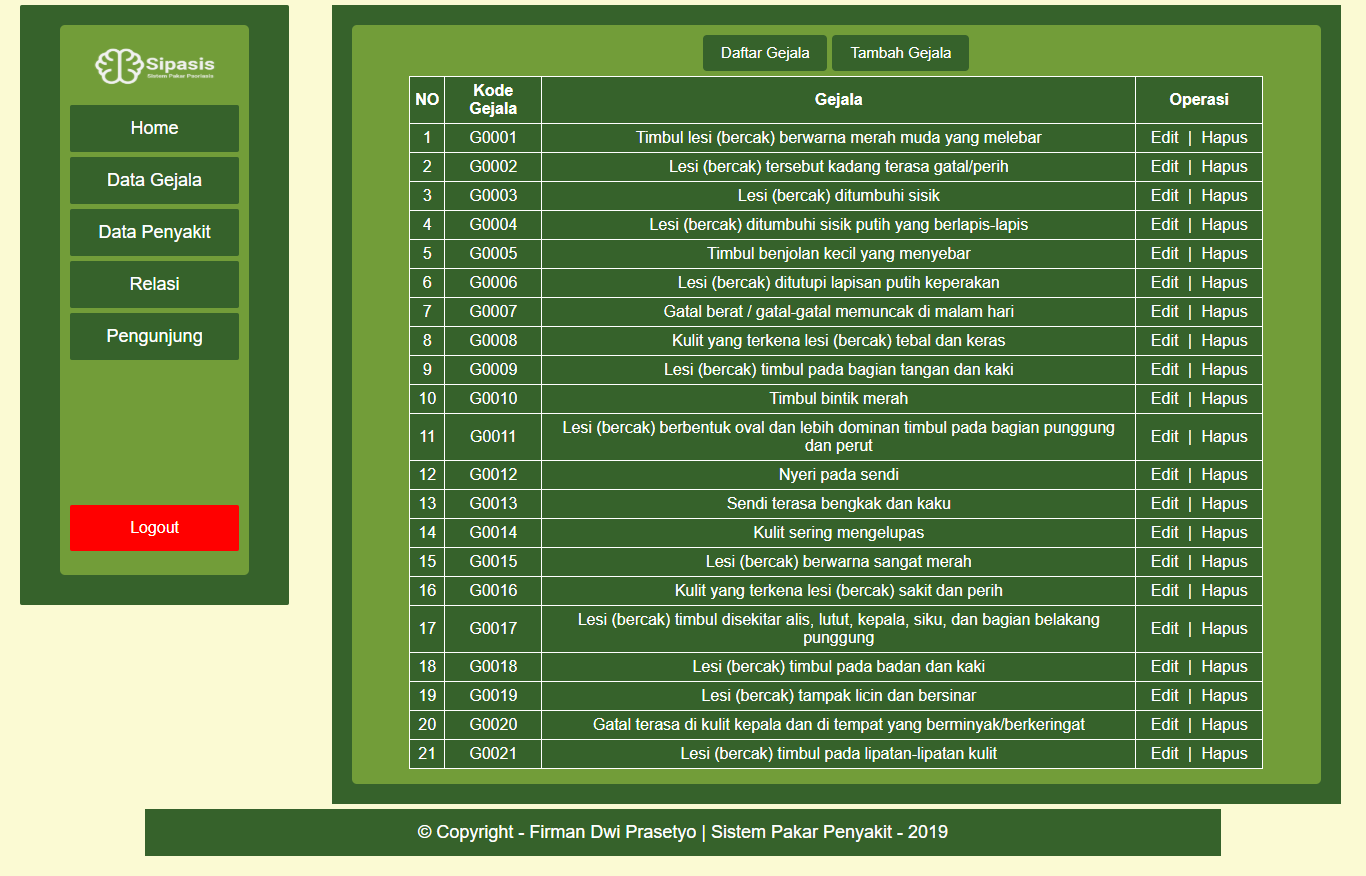 Sipasis
Sistem Pakar Psoriasis
Home
Data Gejala
Data Penyakit
Relasi
Pengunjung
Logout
Daftar Gejala
Tambah Gejala
NO Kode Gejala Gejala Operasi
1 G0001 Timbul lesi (bercak) berwarna merah muda yang melebar Edit | Hapus
2 G0002 Lesi (bercak) tersebut kadang terasa gatal/perih Edit | Hapus
3 G0003 Lesi (bercak) ditumbuhi sisik Edit | Hapus
4 G0004 Lesi (bercak) ditumbuhi sisik putih yang berlapis-lapis Edit | Hapus
5 G0005 Timbul benjolan kecil yang menyebar Edit | Hapus
6 G0006 Lesi (bercak) ditutupi lapisan putih keperakan Edit | Hapus
7 G0007 Gatal berat / gatal-gatal memuncak di malam hari Edit | Hapus
8 G0008 Kulit yang terkena lesi (bercak) tebal dan keras Edit | Hapus
9 G0009 Lesi (bercak) timbul pada bagian tangan dan kaki Edit | Hapus
10 G0010 Timbul bintik merah Edit | Hapus
11 G0011 Lesi (bercak) berbentuk oval dan lebih dominan timbul pada bagian punggung dan perut Edit | Hapus
12 G0012 Nyeri pada sendi Edit | Hapus
13 G0013 Sendi terasa bengkak dan kaku Edit | Hapus
14 G0014 Kulit sering mengelupas Edit | Hapus
15 G0015 Lesi (bercak) berwarna sangat merah Edit | Hapus
16 G0016 Kulit yang terkena lesi (bercak) sakit dan perih Edit | Hapus
17 G0017 Lesi (bercak) timbul disekitar alis, lutut, kepala, siku, dan bagian belakang punggung Edit | Hapus
18 G0018 Lesi (bercak) timbul pada badan dan kaki Edit | Hapus
19 G0019 Lesi (bercak) tampak licin dan bersinar Edit | Hapus
20 G0020 Gatal terasa di kulit kepala dan di tempat yang berminyak/berkeringat Edit | Hapus
21 G0021 Lesi (bercak) timbul pada lipatan-lipatan kulit Edit | Hapus
© Copyright - Firman Dwi Prasetyo | Sistem Pakar Penyakit - 2019